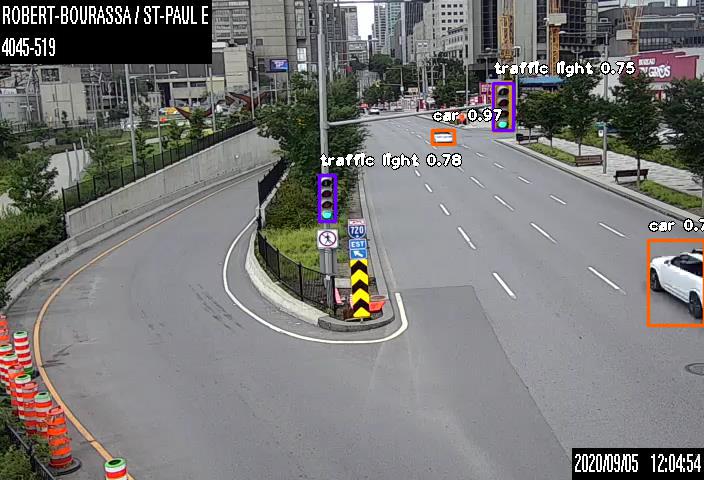 ROBERT-BOURASSA / ST-PAUL E
4045-519
traffic light 0.75
car 0.97
traffic light 0.78
car 0.7
720
EST
2020/09/05 12:04:54